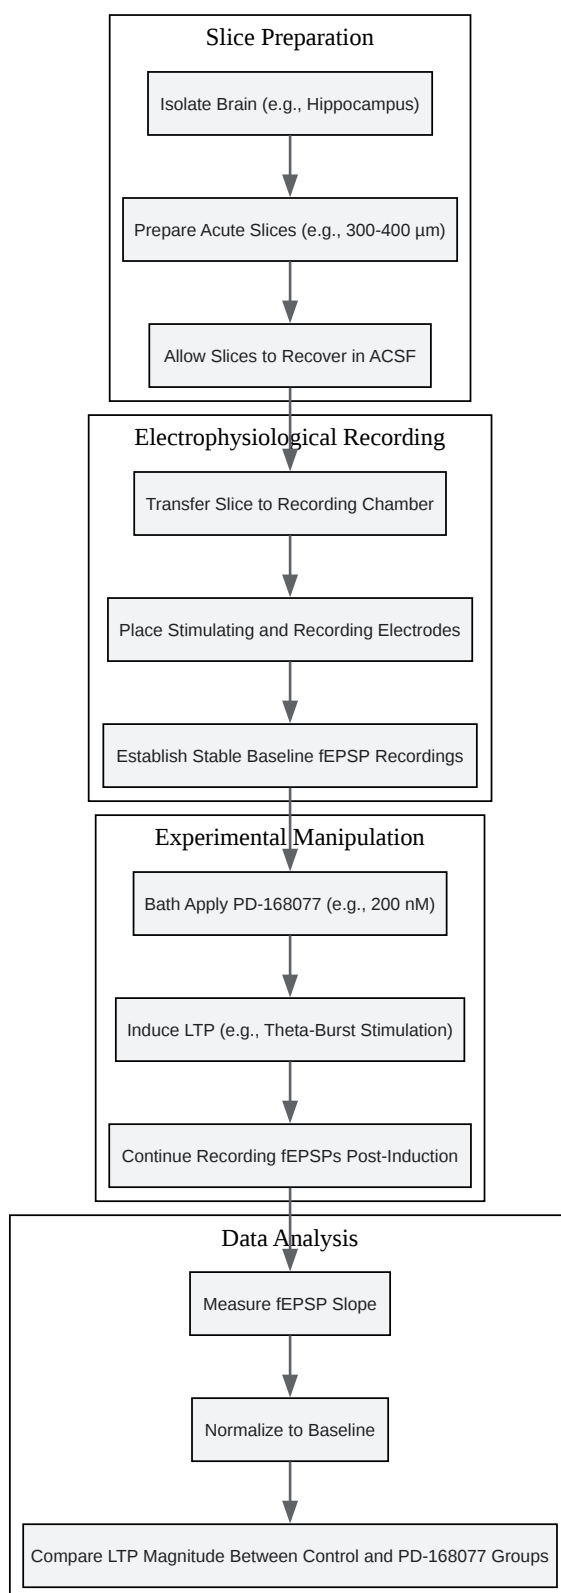 Slice Preparation
Isolate Brain (e.g., Hippocampus)
Prepare Acute Slices (e.g., 300-400 µm)
Allow Slices to Recover in ACSF
Electrophysiological Recording
Transfer Slice to Recording Chamber
Place Stimulating and Recording Electrodes
Establish Stable Baseline fEPSP Recordings
Experimental Manipulation
Bath Apply PD-168077 (e.g., 200 nM)
Induce LTP (e.g., Theta-Burst Stimulation)
Continue Recording fEPSPs Post-Induction
Data Analysis
Measure fEPSP Slope
Normalize to Baseline
Compare LTP Magnitude Between Control and PD-168077 Groups